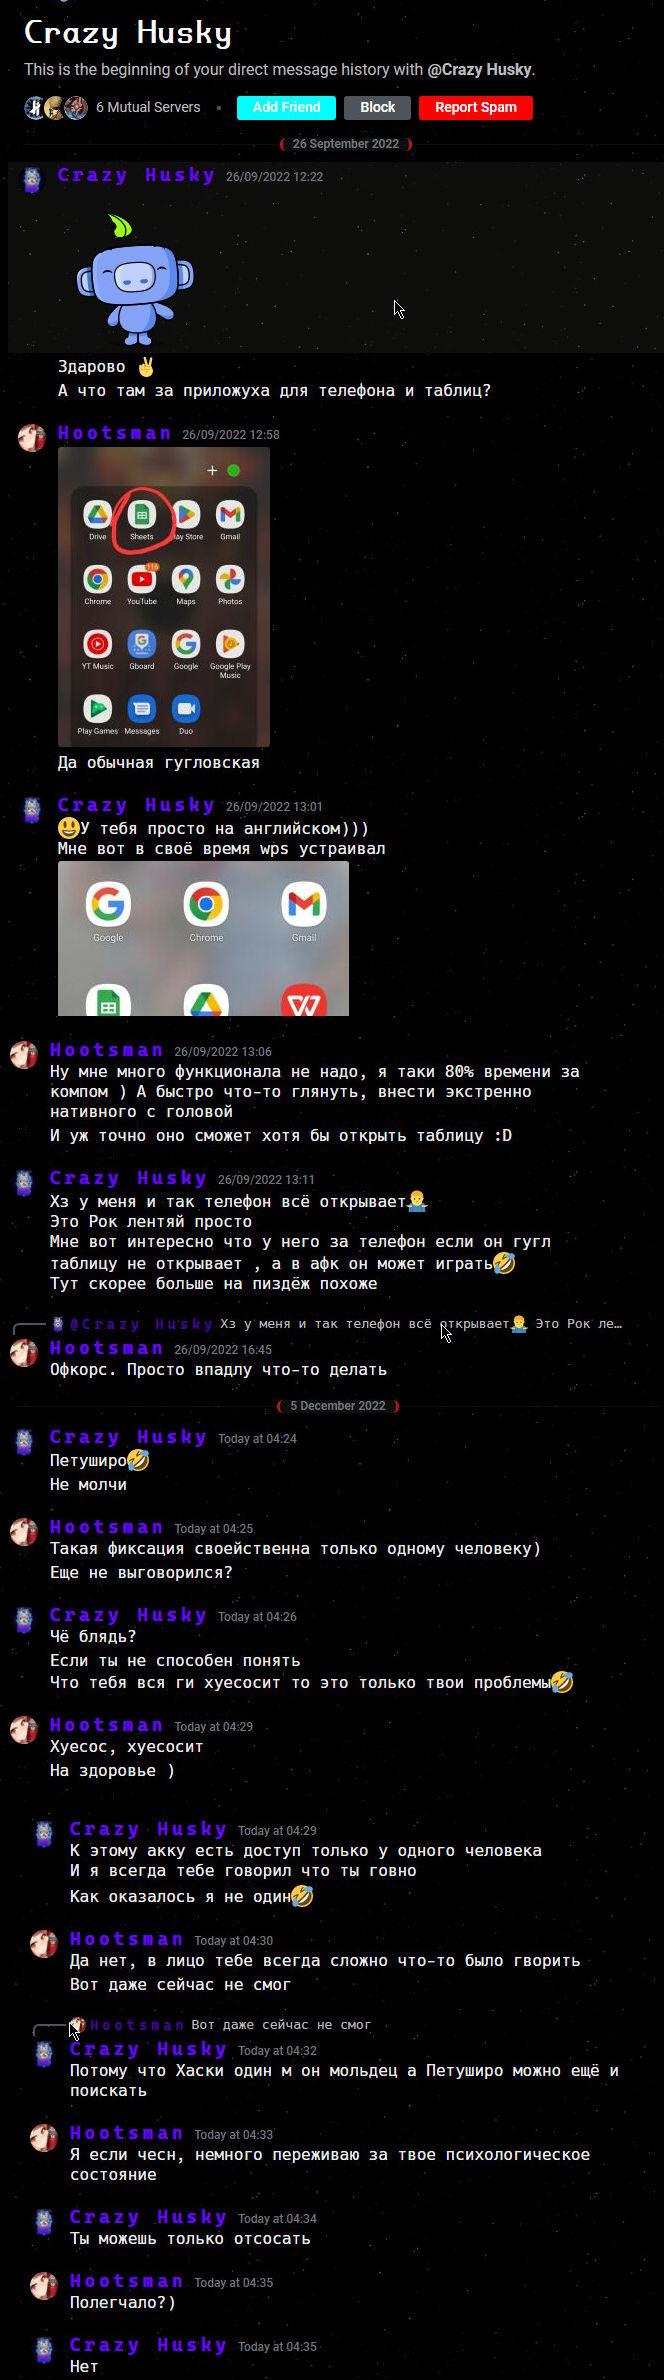 Crazy Husky
This is the beginning of your direct message history with @Crazy Husky.
6 Mutual Servers • Add Friend Block Report Spam
26 September 2022
Crazy Husky 26/09/2022 12:22
Здарово ✌
А что там за приложуха для телефона и таблиц?
Hootsman 26/09/2022 12:58
Drive Sheets ay Store Gmail
116
Chrome YouTube Maps Photos
YT Music Gboard Google Google Play
Music
Play Games Messages Duo
Да обычная гугловская
Crazy Husky 26/09/2022 13:01
😃У тебя просто на английском)))
Мне вот в своё время wps устраивал
Google Chrome Gmail
Hootsman 26/09/2022 13:06
Ну мне много функционала не надо, я таки 80% времени за
компом ) А быстро что-то глянуть, внести экстренно
нативного с головой
И уж точно оно сможет хотя бы открыть таблицу :D
Crazy Husky 26/09/2022 13:11
Хз у меня и так телефон всё открывает🤷‍♂️
Это Рок лентяй просто
Мне вот интересно что у него за телефон если он гугл
таблицу не открывает , а в афк он может играть🤣
Тут скорее больше на пиздёж похоже
@Crazy Husky Хз у меня и так телефон всё открывает🤷‍♂️ Это Рок ле…
Hootsman 26/09/2022 16:45
Офкорс. Просто впадлу что-то делать
5 December 2022
Crazy Husky Today at 04:24
Петуширо🤣
Не молчи
Hootsman Today at 04:25
Такая фиксация своейственна только одному человеку)
Еще не выговорился?
Crazy Husky Today at 04:26
Чё блядь?
Если ты не способен понять
Что тебя вся ги хуесосит то это только твои проблемы🤣
Hootsman Today at 04:29
Хуесос, хуесосит
На здоровье )
Crazy Husky Today at 04:29
К этому акку есть доступ только у одного человека
И я всегда тебе говорил что ты говно
Как оказалось я не один🤣
Hootsman Today at 04:30
Да нет, в лицо тебе всегда сложно что-то было гворить
Вот даже сейчас не смог
Hootsman Вот даже сейчас не смог
Crazy Husky Today at 04:32
Потому что Хаски один м он мольдец а Петуширо можно ещё и
поискать
Hootsman Today at 04:33
Я если чесн, немного переживаю за твое психологическое
состояние
Crazy Husky Today at 04:34
Ты можешь только отсосать
Hootsman Today at 04:35
Полегчало?)
Crazy Husky Today at 04:35
Нет